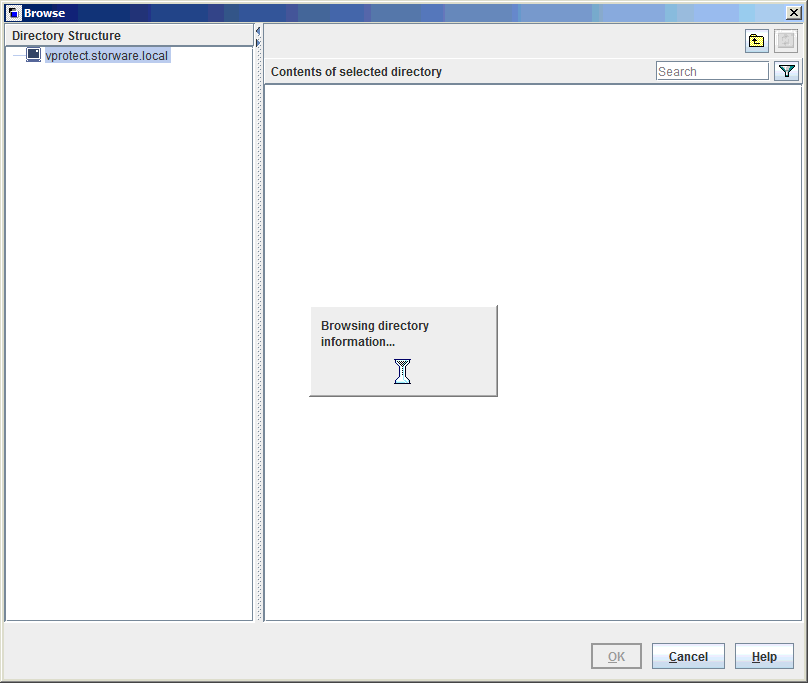 Browse
Directory Structure
vprotect.storware.local
Contents of selected directory
Search
Browsing directory
information...
OK
Cancel
Help